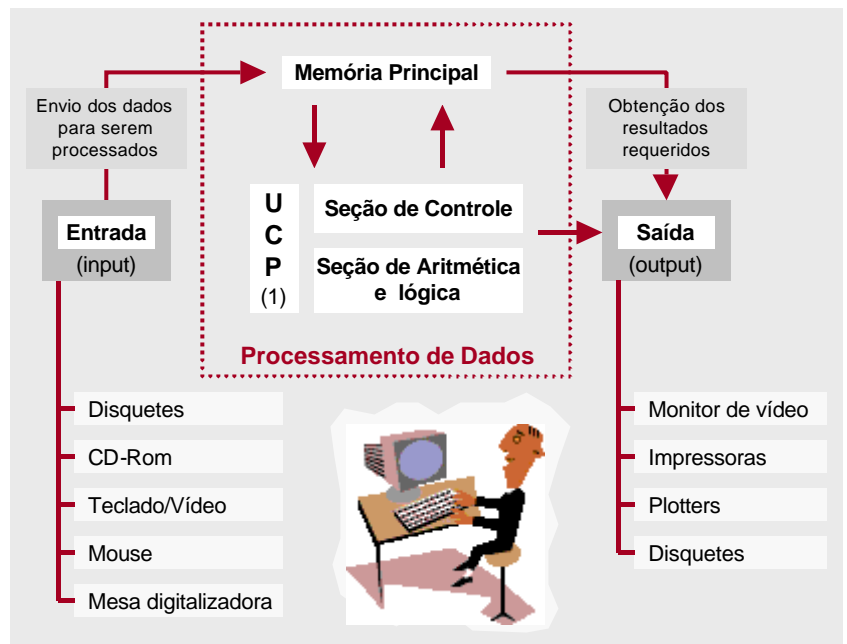 Memória Principal
Envio dos dados
para serem
processados
Obtenção dos
resultados
requeridos
Entrada
(input)
U
C
P
(1)
Seção de Controle
Seção de Aritmética
e lógica
Saída
(output)
Processamento de Dados
Disquetes
CD-Rom
Teclado/Vídeo
Mouse
Mesa digitalizadora
Monitor de vídeo
Impressoras
Plotters
Disquetes